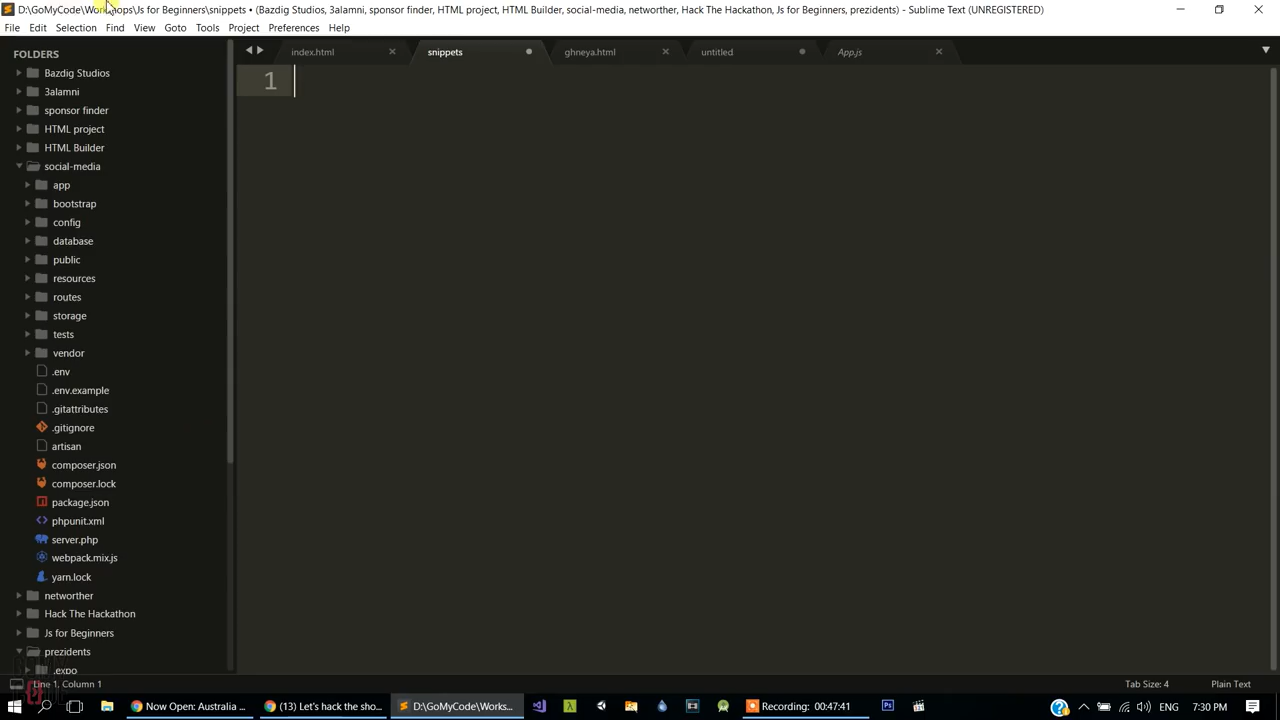 D:\GoMyCode\Workshops\Js for Beginners\snippets • (Bazdig Studios, 3alamni, sponsor finder, HTML project, HTML Builder, social-media, networther, Hack The Hackathon, Js for Beginners, prezidents) - Sublime Text (UNREGISTERED)
File Edit Selection Find View Goto Tools Project Preferences Help
FOLDERS
index.html snippets ghneya.html untitled App.js
1
Bazdig Studios
3alamni
sponsor finder
HTML project
HTML Builder
social-media
app
bootstrap
config
database
public
resources
routes
storage
tests
vendor
.env
.env.example
.gitattributes
.gitignore
artisan
composer.json
composer.lock
package.json
phpunit.xml
server.php
webpack.mix.js
yarn.lock
networther
Hack The Hackathon
Js for Beginners
prezidents
.expo
Line 1, Column 1 Tab Size: 4 Plain Text
Now Open: Australia ... (13) Let's hack the sho... D:\GoMyCode\Works... Recording: 00:47:41 ENG 7:30 PM